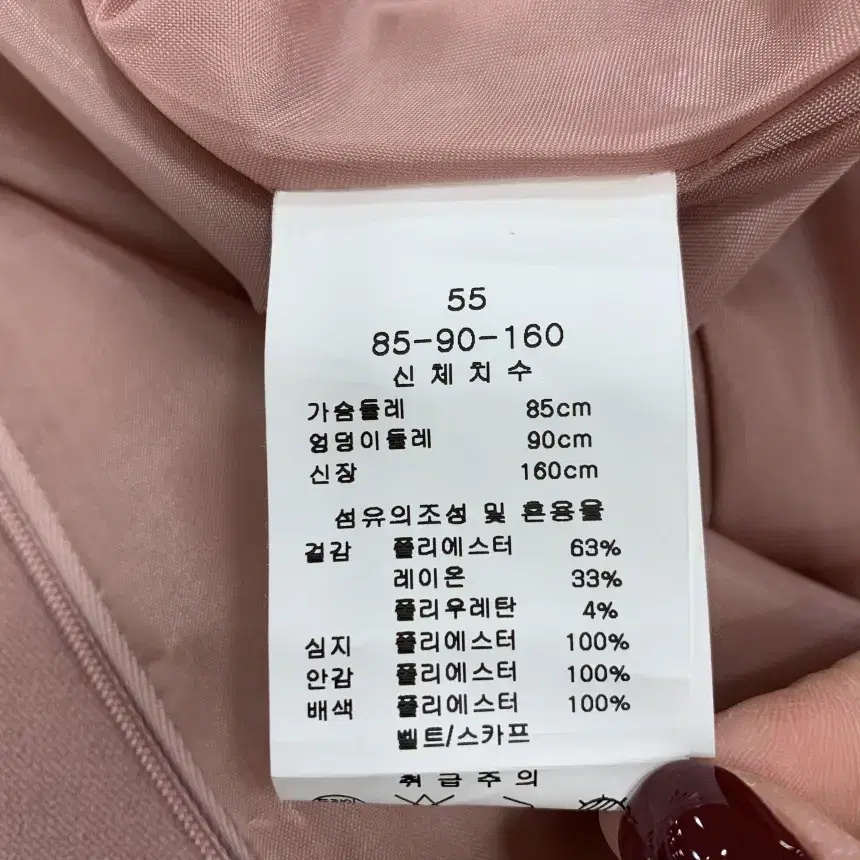 55
85-90-160
신체치수
가슴둘레 85cm
엉덩이둘레 90cm
신장 160cm
섬유의조성 및 혼용율
겉감 폴리에스터 63%
레이온 33%
폴리우레탄 4%
심지 폴리에스터 100%
안감 폴리에스터 100%
배색 폴리에스터 100%
벨트/스카프
취급주의